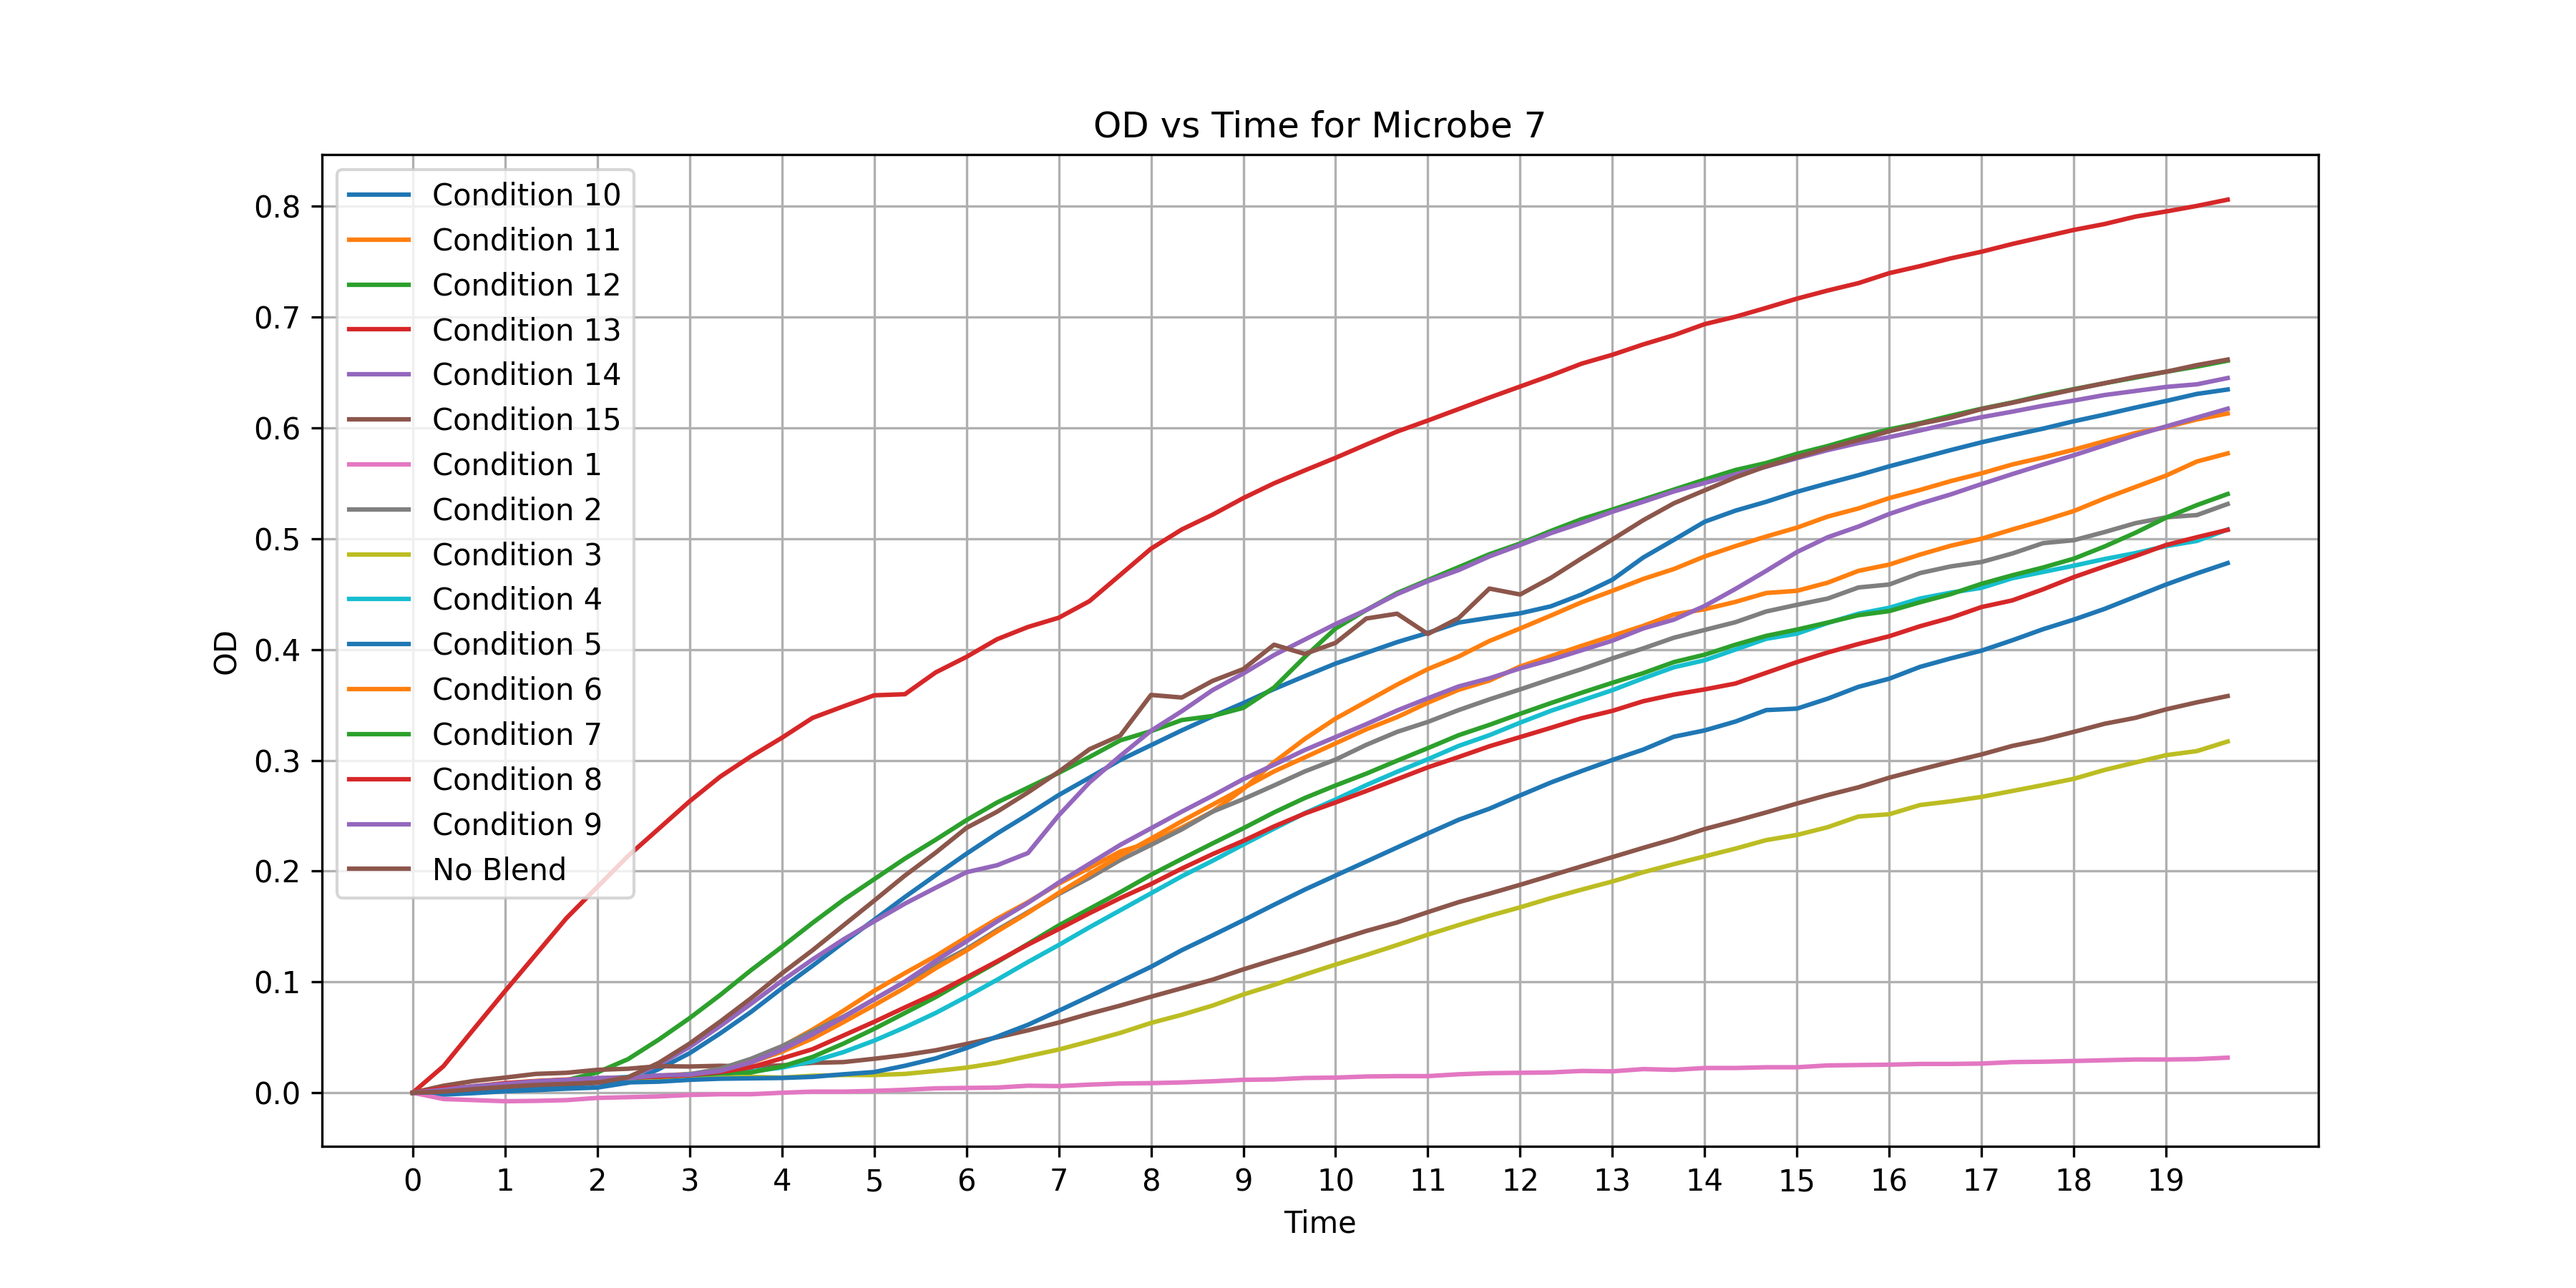 OD vs Time for Microbe 7
Condition 10
Condition 11
Condition 12
Condition 13
Condition 14
Condition 15
Condition 1
Condition 2
Condition 3
Condition 4
Condition 5
Condition 6
Condition 7
Condition 8
Condition 9
No Blend
OD
0.8
0.7
0.6
0.5
0.4
0.3
0.2
0.1
0.0
0 1 2 3 4 5 6 7 8 9 10 11 12 13 14 15 16 17 18 19
Time